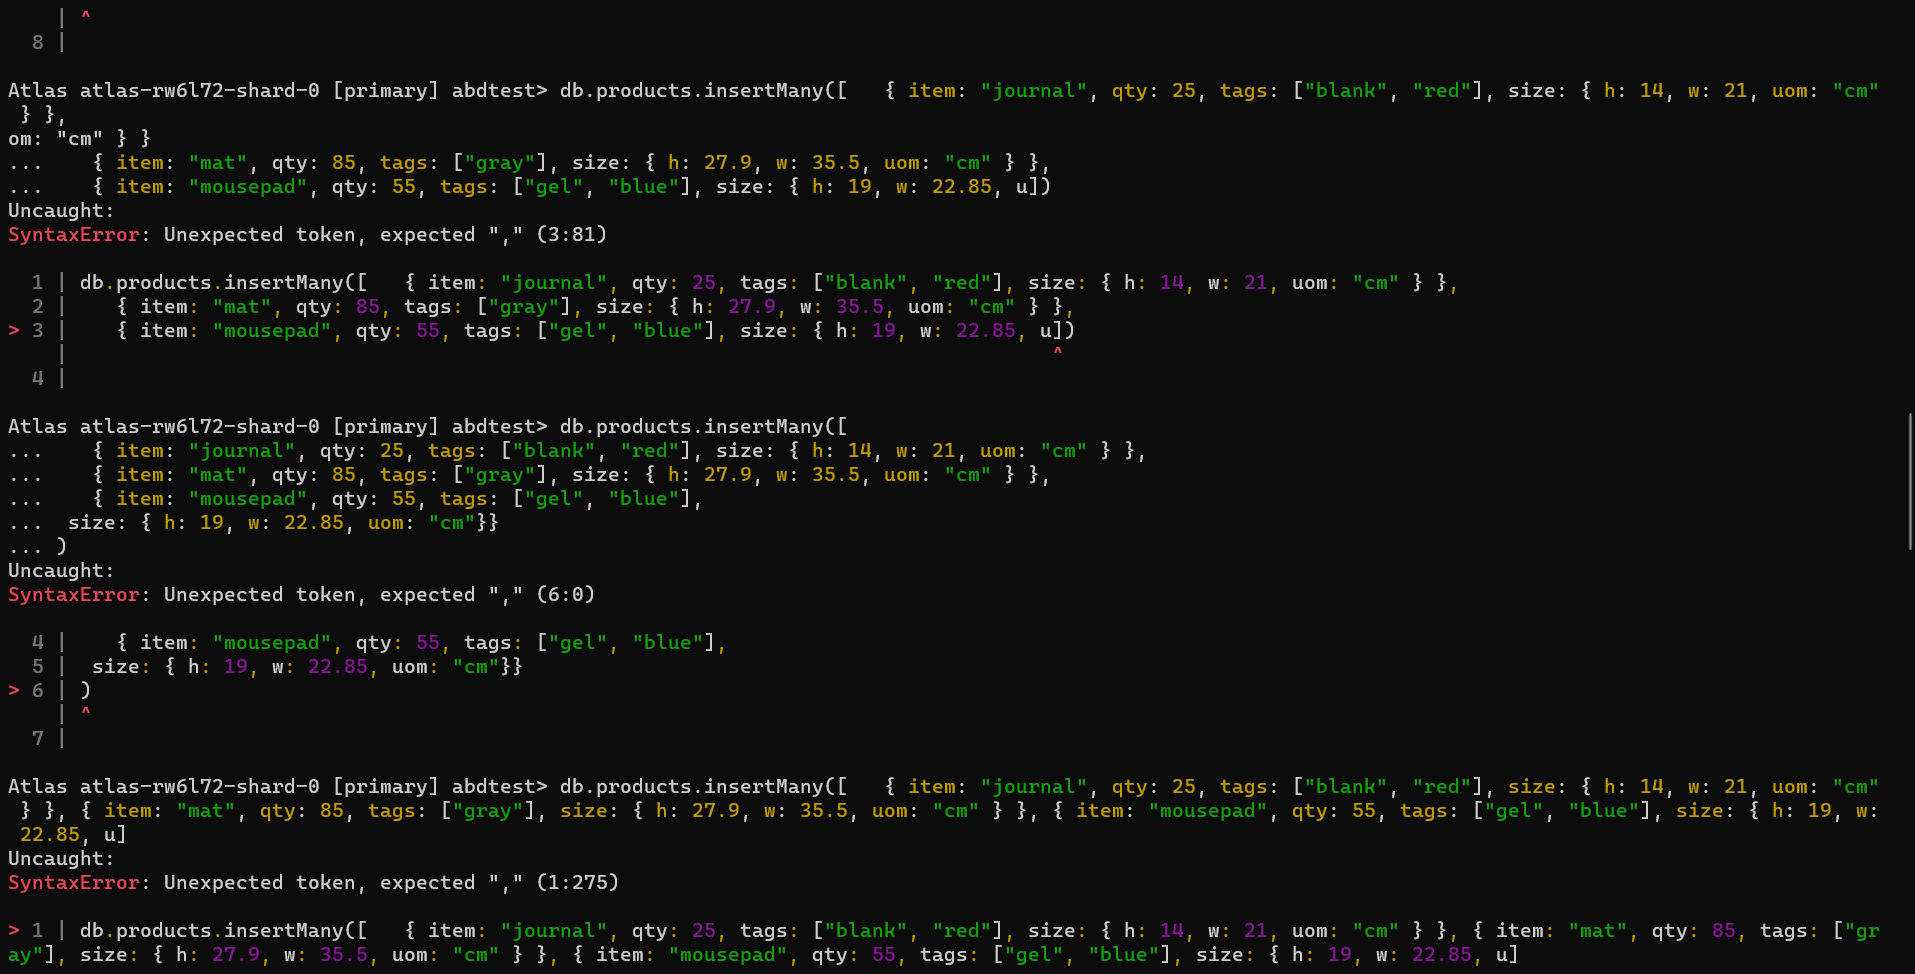 | ^
8 |
Atlas atlas-rw6l72-shard-0 [primary] abdtest> db.products.insertMany([   { item: "journal", qty: 25, tags: ["blank", "red"], size: { h: 14, w: 21, uom: "cm"
} },
om: "cm" } }
...    { item: "mat", qty: 85, tags: ["gray"], size: { h: 27.9, w: 35.5, uom: "cm" } },
...    { item: "mousepad", qty: 55, tags: ["gel", "blue"], size: { h: 19, w: 22.85, u])
Uncaught:
SyntaxError: Unexpected token, expected "," (3:81)
1 | db.products.insertMany([   { item: "journal", qty: 25, tags: ["blank", "red"], size: { h: 14, w: 21, uom: "cm" } },
2 |    { item: "mat", qty: 85, tags: ["gray"], size: { h: 27.9, w: 35.5, uom: "cm" } },
> 3 |    { item: "mousepad", qty: 55, tags: ["gel", "blue"], size: { h: 19, w: 22.85, u])
| ^
4 |
Atlas atlas-rw6l72-shard-0 [primary] abdtest> db.products.insertMany([
...    { item: "journal", qty: 25, tags: ["blank", "red"], size: { h: 14, w: 21, uom: "cm" } },
...    { item: "mat", qty: 85, tags: ["gray"], size: { h: 27.9, w: 35.5, uom: "cm" } },
...    { item: "mousepad", qty: 55, tags: ["gel", "blue"],
...  size: { h: 19, w: 22.85, uom: "cm"}}
... )
Uncaught:
SyntaxError: Unexpected token, expected "," (6:0)
4 |    { item: "mousepad", qty: 55, tags: ["gel", "blue"],
5 |  size: { h: 19, w: 22.85, uom: "cm"}}
> 6 | )
| ^
7 |
Atlas atlas-rw6l72-shard-0 [primary] abdtest> db.products.insertMany([   { item: "journal", qty: 25, tags: ["blank", "red"], size: { h: 14, w: 21, uom: "cm"
} }, { item: "mat", qty: 85, tags: ["gray"], size: { h: 27.9, w: 35.5, uom: "cm" } }, { item: "mousepad", qty: 55, tags: ["gel", "blue"], size: { h: 19, w:
22.85, u]
Uncaught:
SyntaxError: Unexpected token, expected "," (1:275)
> 1 | db.products.insertMany([   { item: "journal", qty: 25, tags: ["blank", "red"], size: { h: 14, w: 21, uom: "cm" } }, { item: "mat", qty: 85, tags: ["gr
ay"], size: { h: 27.9, w: 35.5, uom: "cm" } }, { item: "mousepad", qty: 55, tags: ["gel", "blue"], size: { h: 19, w: 22.85, u]